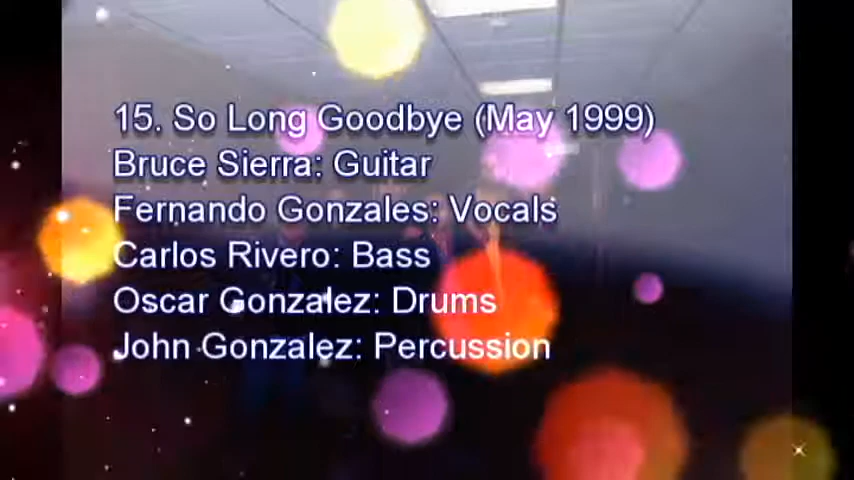 15. So Long Goodbye (May 1999)
Bruce Sierra: Guitar
Fernando Gonzales: Vocals
Carlos Rivero: Bass
Oscar Gonzalez: Drums
John Gonzalez: Percussion